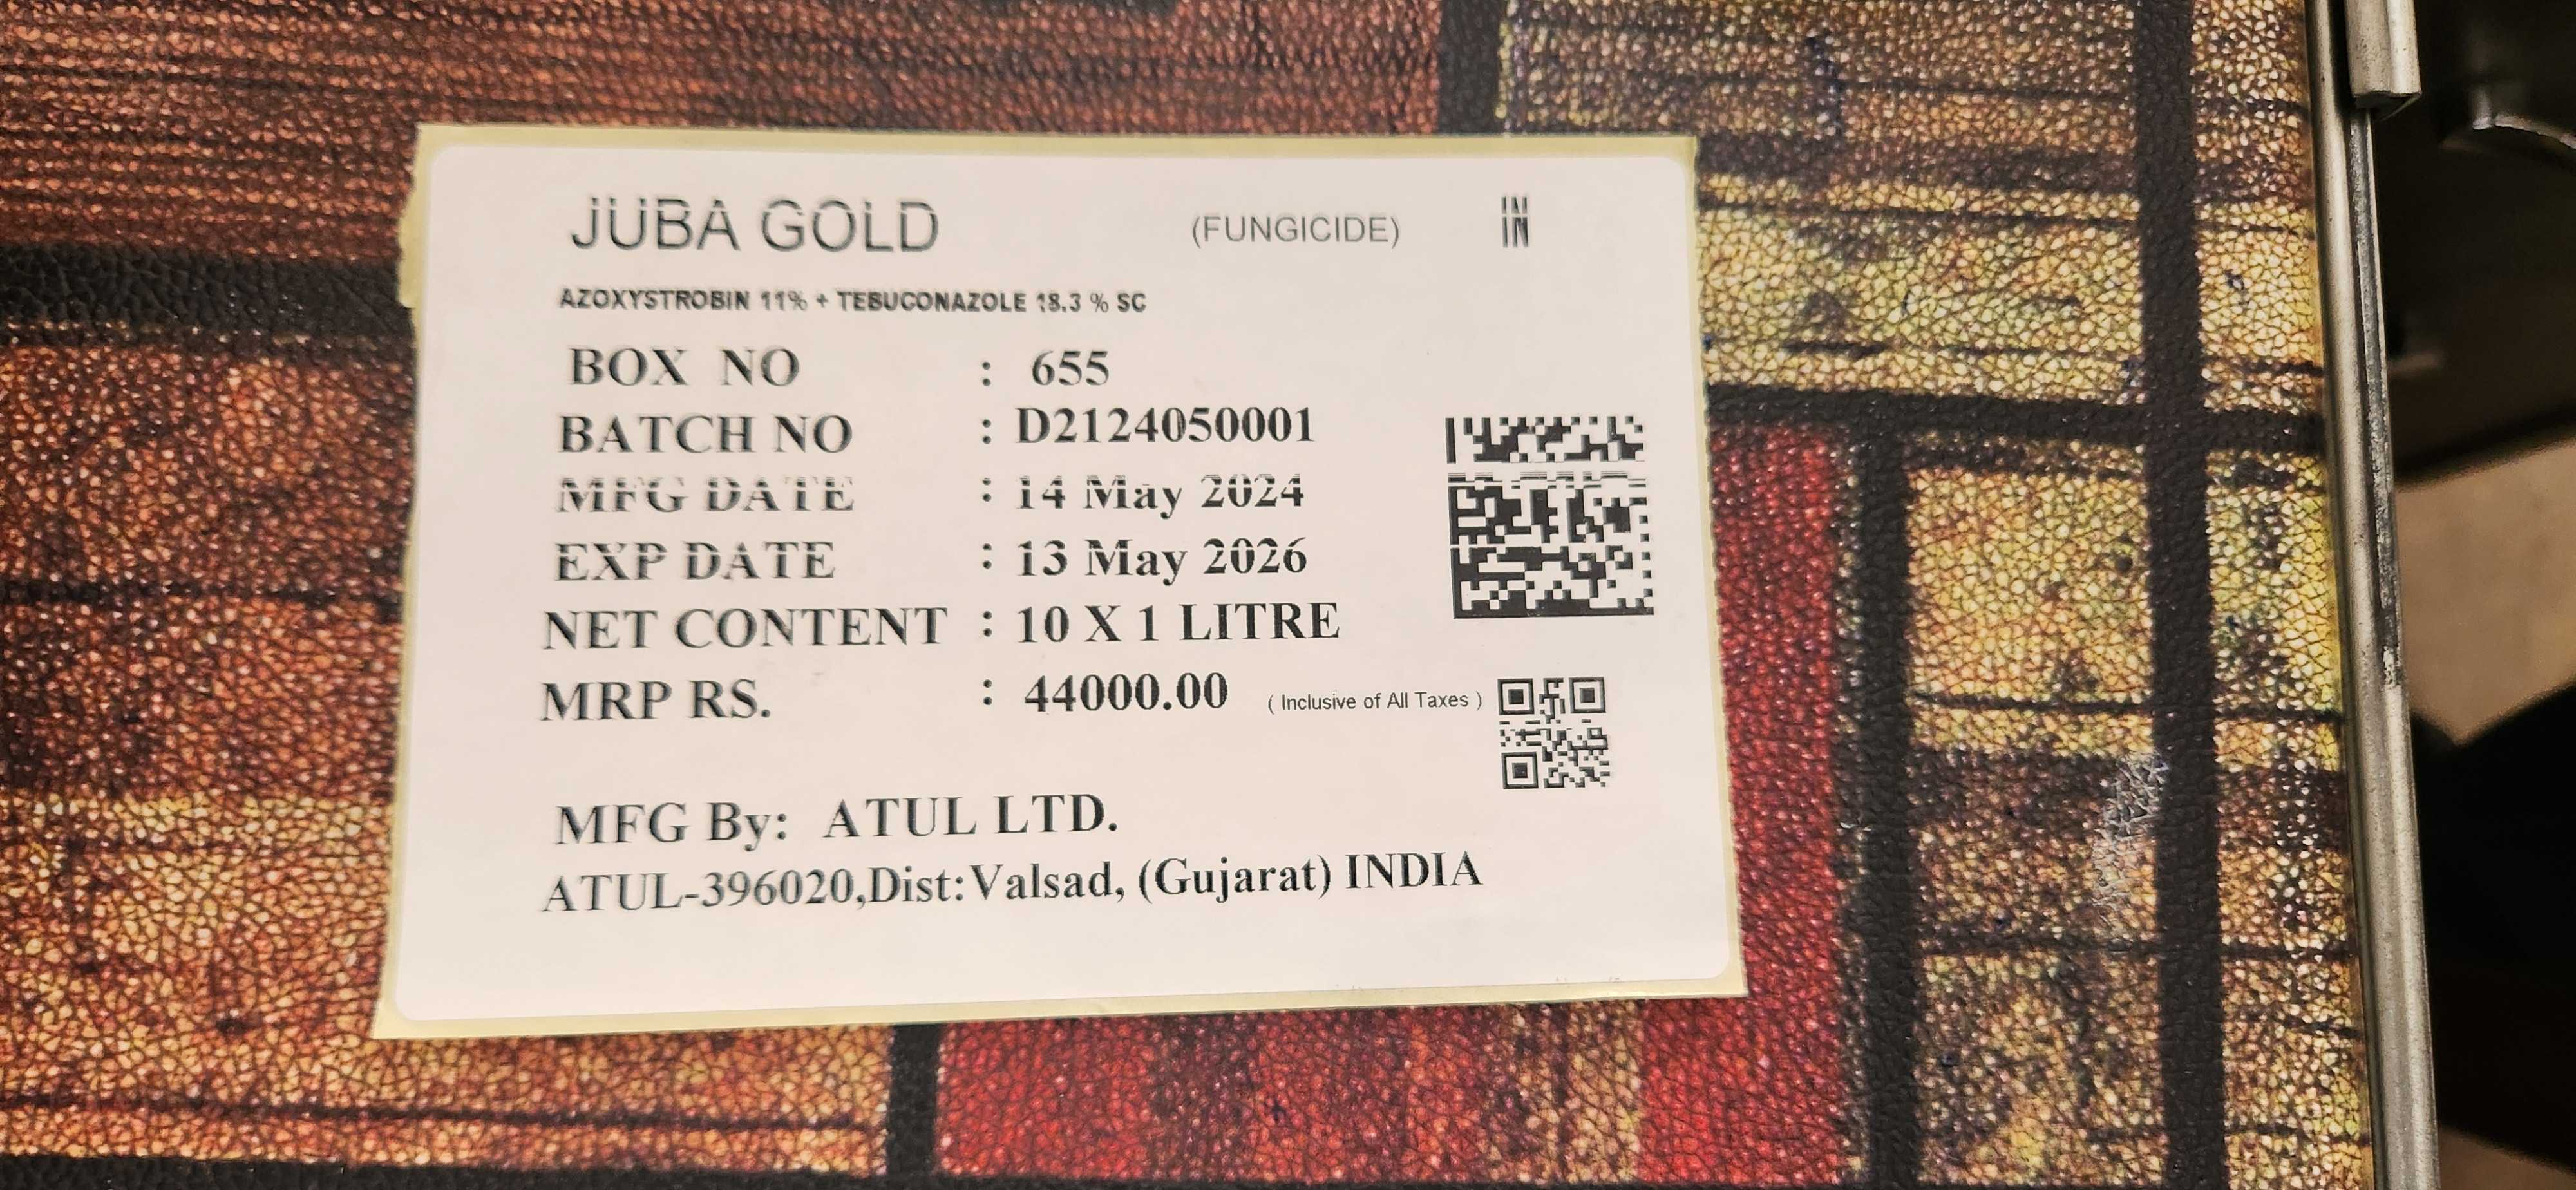 JUBA GOLD (FUNGICIDE) IN
AZOXYSTROBIN 11% + TEBUCONAZOLE 18.3 % SC
BOX NO : 655
BATCH NO : D2124050001
MFG DATE : 14 May 2024
EXP DATE : 13 May 2026
NET CONTENT : 10 X 1 LITRE
MRP RS. : 44000.00 ( Inclusive of All Taxes )
MFG By: ATUL LTD.
ATUL-396020,Dist:Valsad, (Gujarat) INDIA